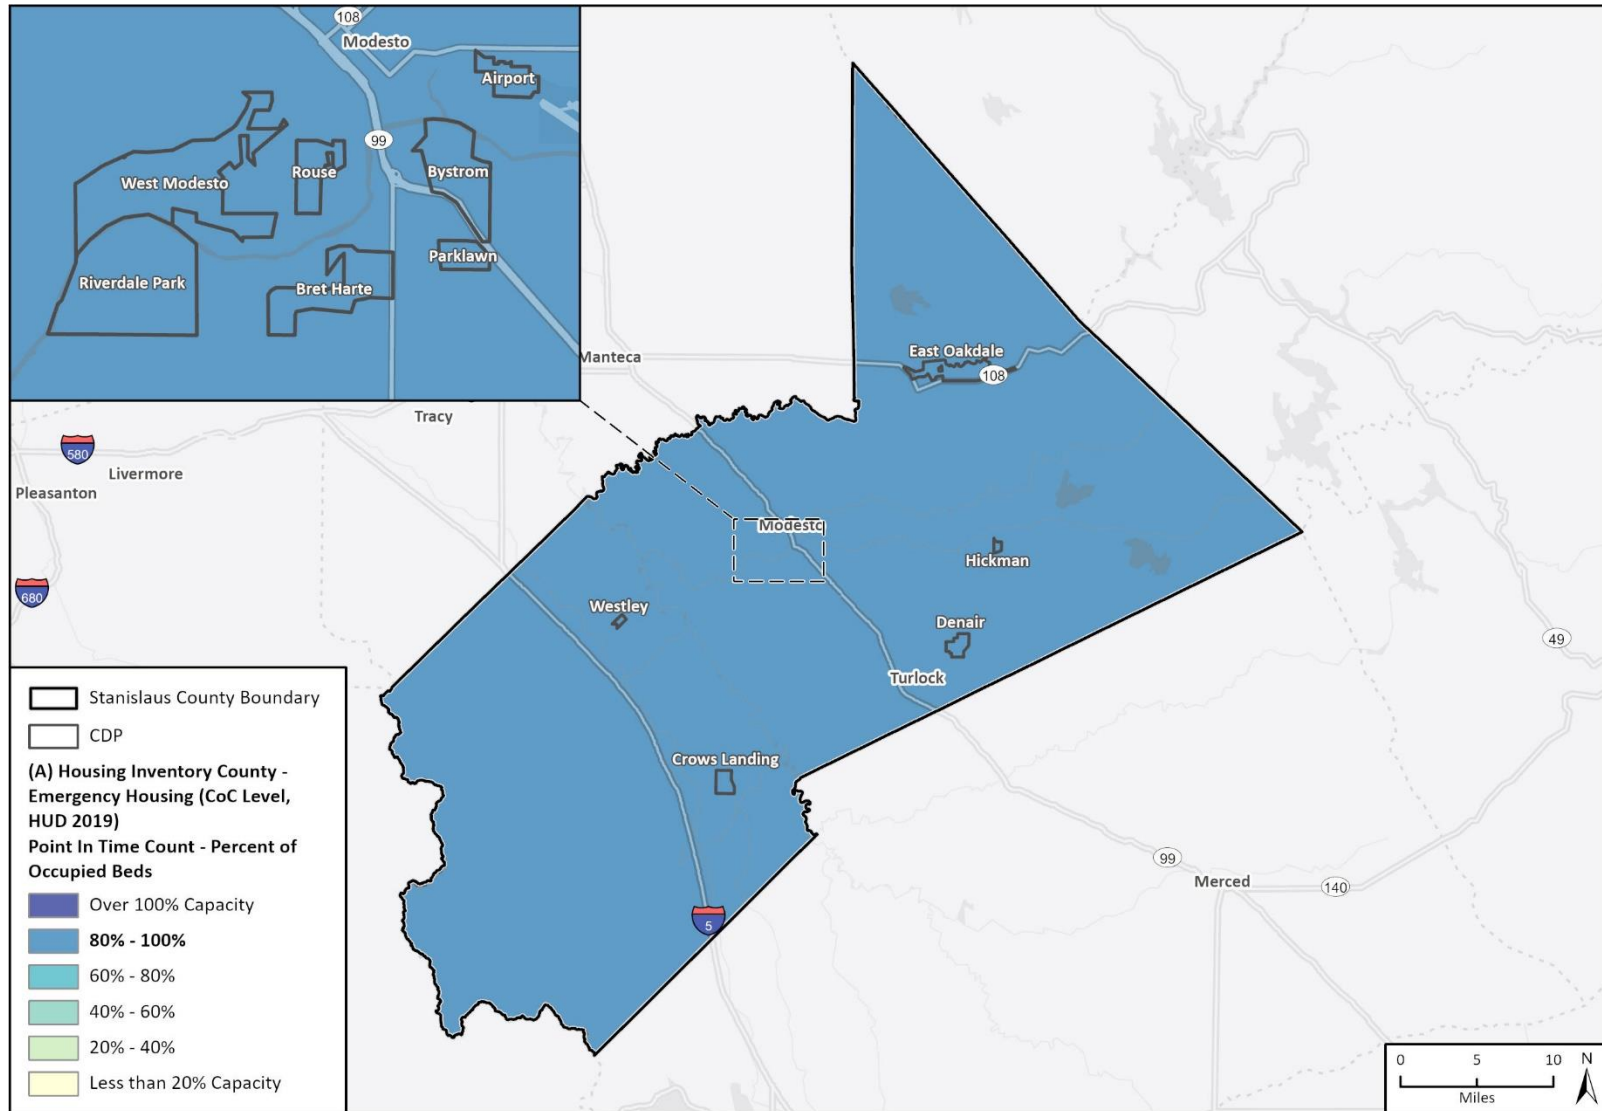 108
Modesto
Airport
99
West Modesto
Rouse
Bystrom
Parklawn
Riverdale Park
Bret Harte
Manteca
East Oakdale
108
Tracy
580
Livermore
Pleasanton
Modesto
Hickman
680
Westley
Denair
49
Turlock
Crows Landing
99
Merced
140
5
Stanislaus County Boundary
CDP
(A) Housing Inventory County -
Emergency Housing (CoC Level,
HUD 2019)
Point In Time Count - Percent of
Occupied Beds
Over 100% Capacity
80% - 100%
60% - 80%
40% - 60%
20% - 40%
Less than 20% Capacity
0 5 10 N
Miles